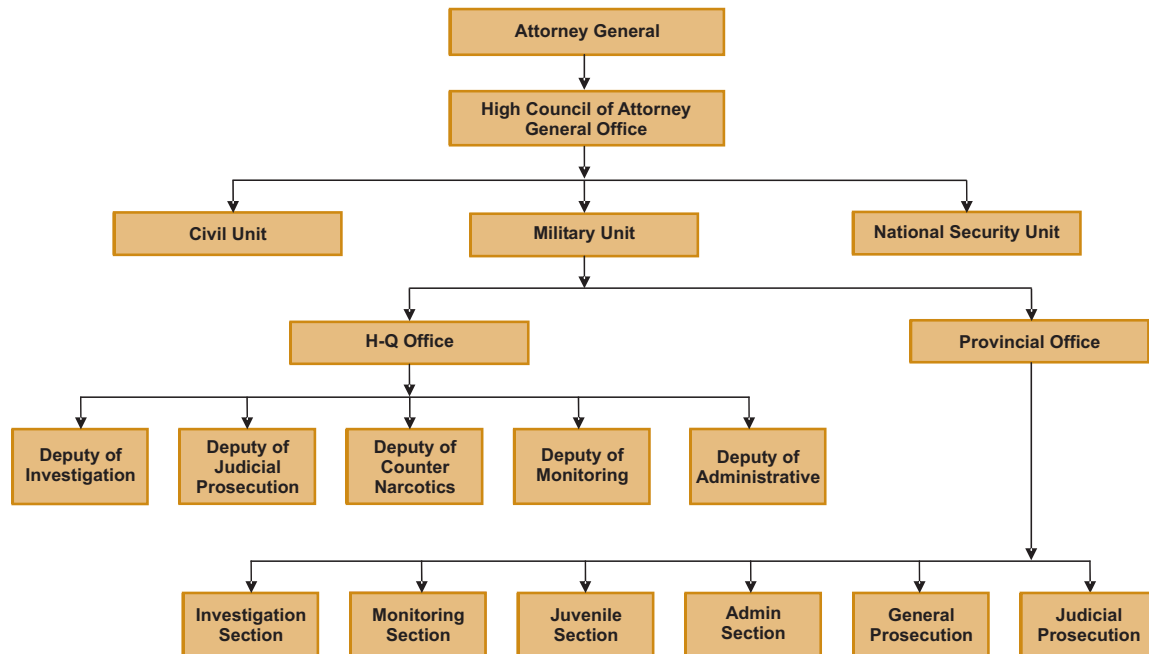 Attorney General
High Council of Attorney
General Office
Civil Unit
Military Unit
National Security Unit
H-Q Office
Provincial Office
Deputy of
Investigation
Deputy of
Judicial
Prosecution
Deputy of
Counter
Narcotics
Deputy of
Monitoring
Deputy of
Administrative
Investigation
Section
Monitoring
Section
Juvenile
Section
Admin
Section
General
Prosecution
Judicial
Prosecution